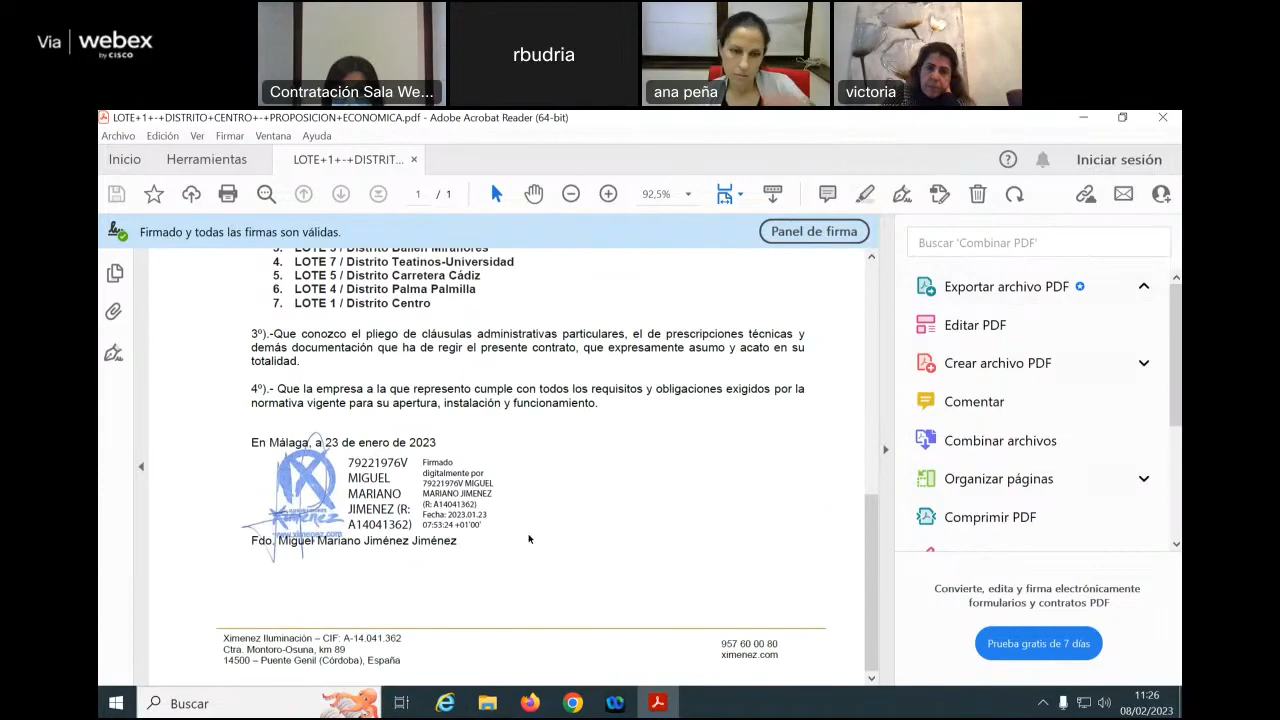 Via webex
by CISCO
Contratación Sala We...
rbudria
ana peña
victoria
LOTE+1+-+DISTRITO+CENTRO+-+PROPOSICION+ECONOMICA.pdf - Adobe Acrobat Reader (64-bit)
Archivo Edición Ver Firmar Ventana Ayuda
Inicio Herramientas LOTE+1+-+DISTRIT... × Iniciar sesión
1 / 1 92,5%
Firmado y todas las firmas son válidas. Panel de firma
3. LOTE 3 / Distrito Bailén Miraflores
4. LOTE 7 / Distrito Teatinos-Universidad
5. LOTE 5 / Distrito Carretera Cádiz
6. LOTE 4 / Distrito Palma Palmilla
7. LOTE 1 / Distrito Centro
3º).-Que conozco el pliego de cláusulas administrativas particulares, el de prescripciones técnicas y
demás documentación que ha de regir el presente contrato, que expresamente asumo y acato en su
totalidad.
4º).- Que la empresa a la que represento cumple con todos los requisitos y obligaciones exigidos por la
normativa vigente para su apertura, instalación y funcionamiento.
En Málaga, a 23 de enero de 2023
79221976V
MIGUEL
MARIANO
JIMENEZ (R:
A14041362)
Firmado
digitalmente por
79221976V MIGUEL
MARIANO JIMENEZ
(R: A14041362)
Fecha: 2023.01.23
07:53:24 +01'00'
Ximenez
www.ximenez.com
Fdo. Miguel Mariano Jiménez Jiménez
Ximenez Iluminación – CIF: A-14.041.362
Ctra. Montoro-Osuna, km 89
14500 – Puente Genil (Córdoba), España
957 60 00 80
ximenez.com
Buscar 'Combinar PDF'
Exportar archivo PDF
Editar PDF
Crear archivo PDF
Comentar
Combinar archivos
Organizar páginas
Comprimir PDF
Convierte, edita y firma electrónicamente
formularios y contratos PDF
Prueba gratis de 7 días
Buscar
11:26
08/02/2023